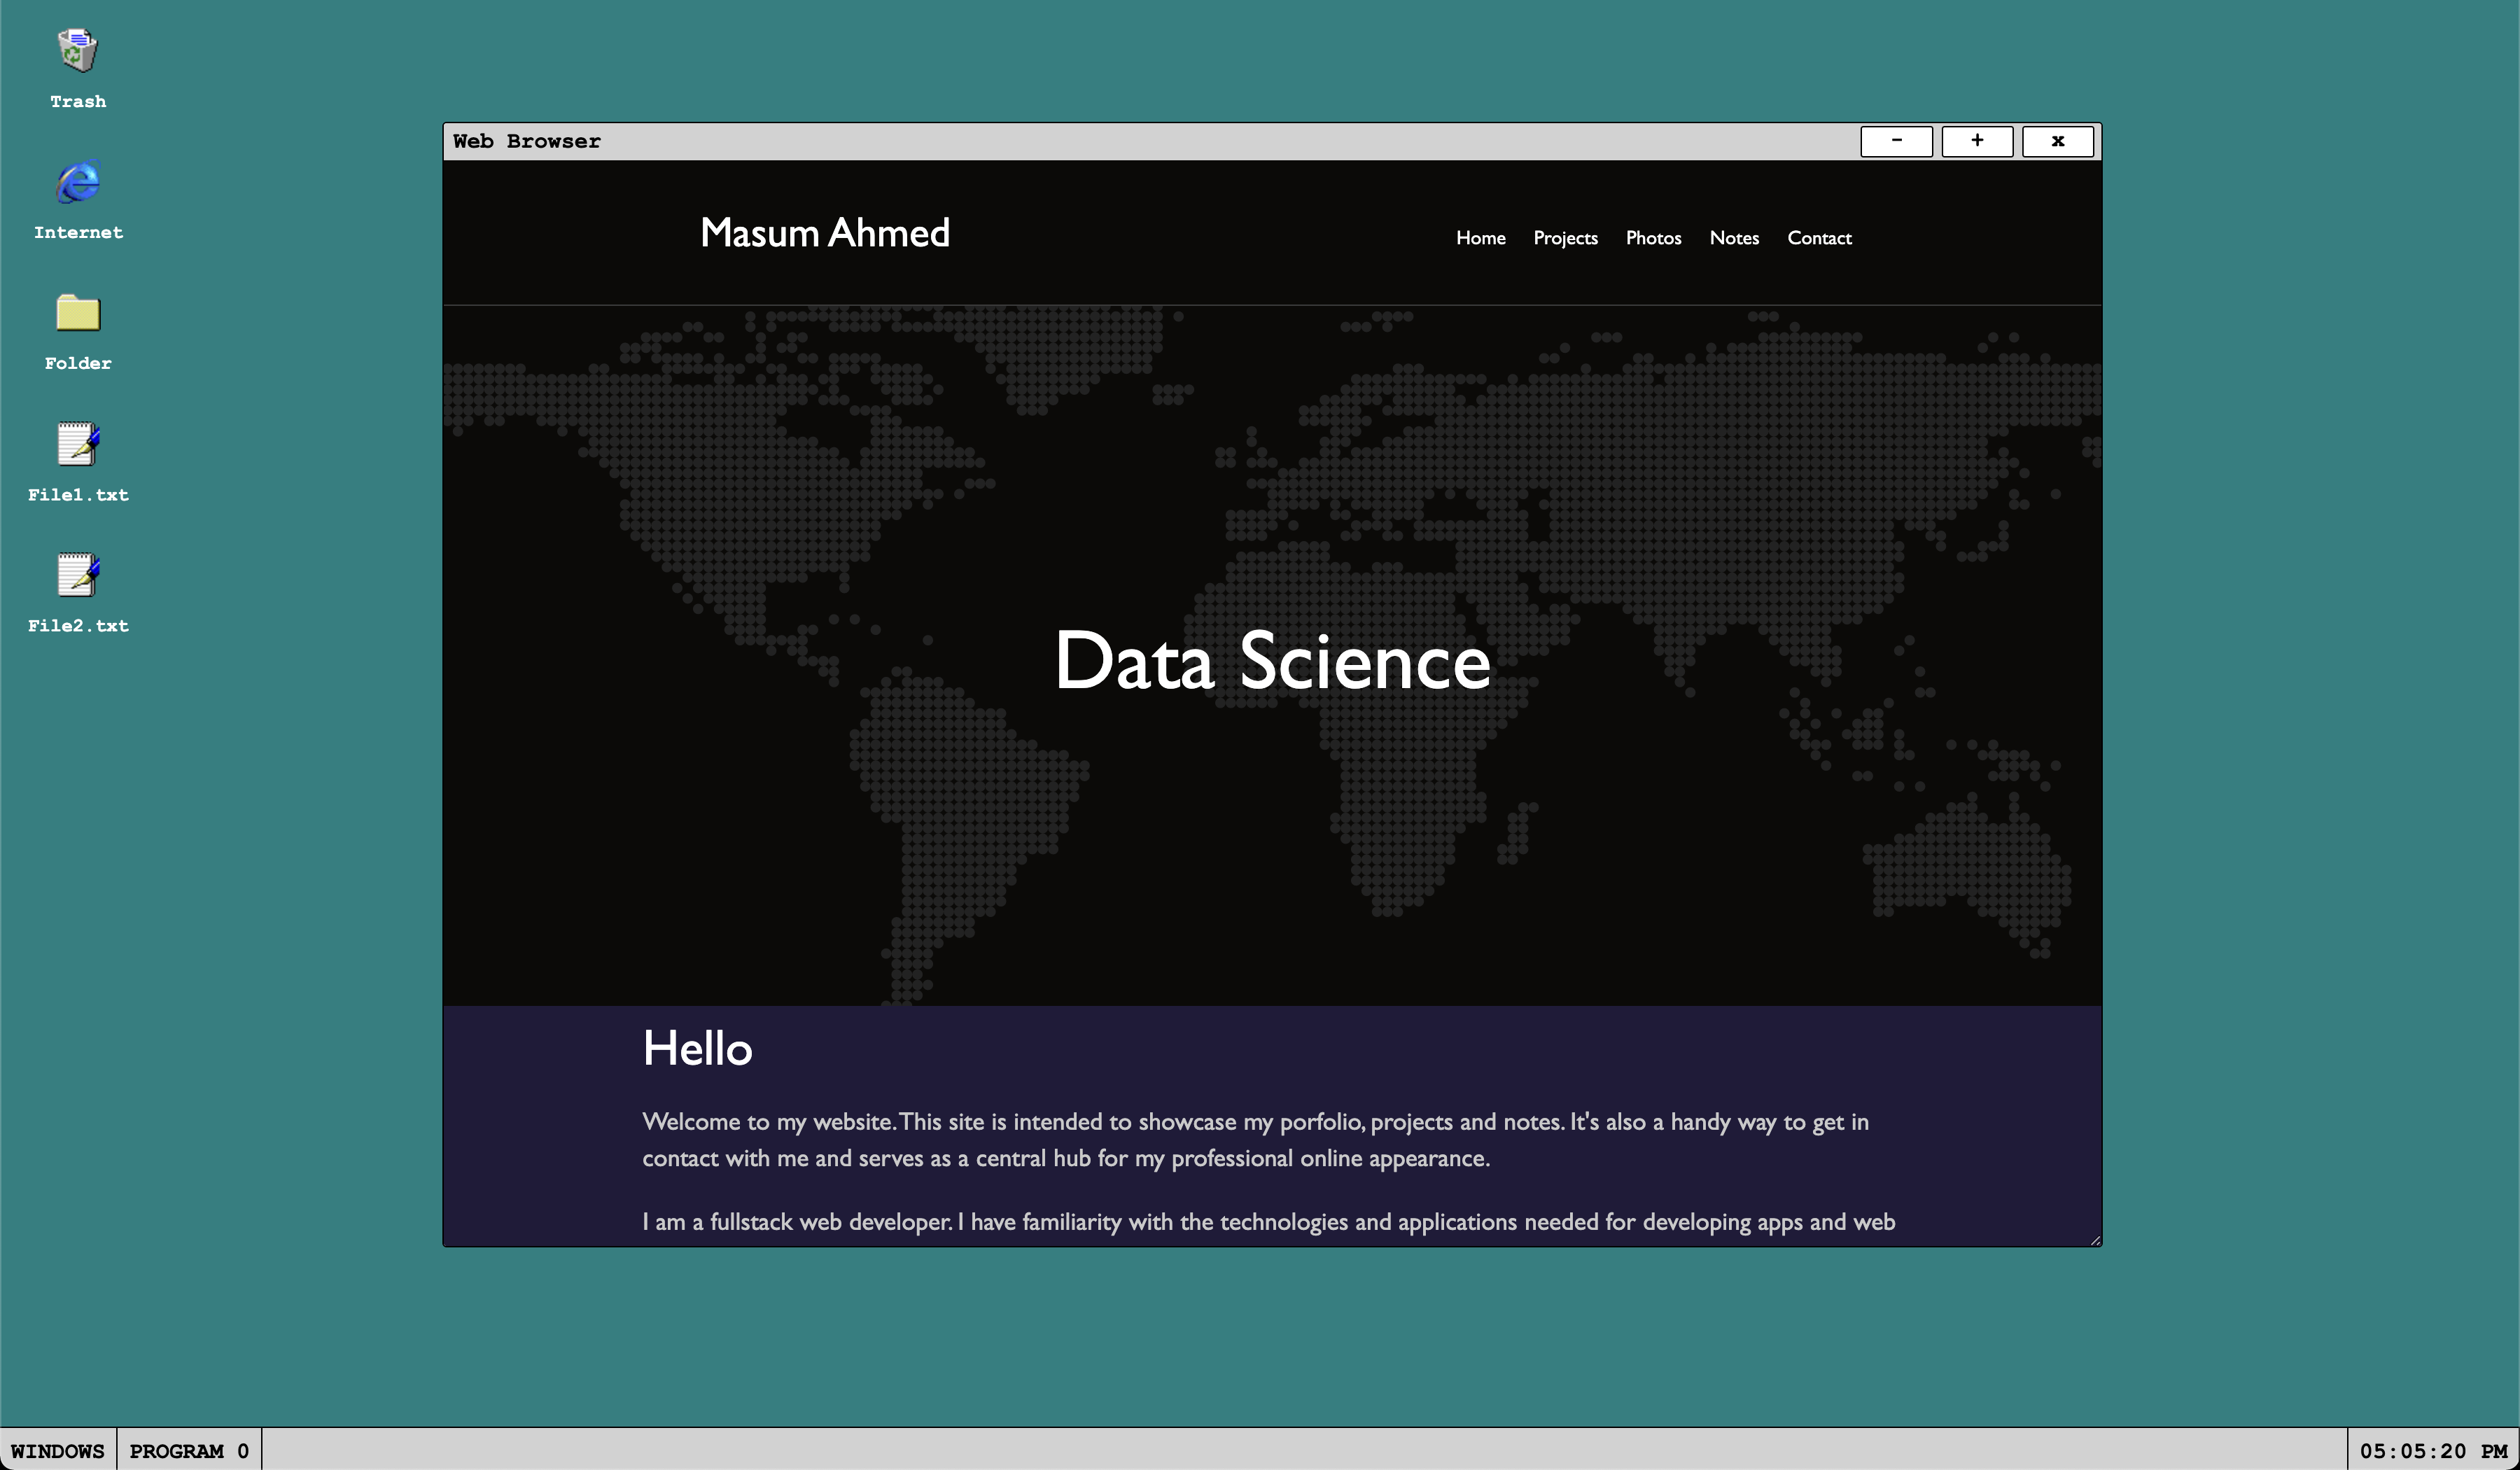 Trash
Internet
Folder
File1.txt
File2.txt
Web Browser
- + x
Masum Ahmed
Home Projects Photos Notes Contact
Data Science
Hello
Welcome to my website. This site is intended to showcase my porfolio, projects and notes. It's also a handy way to get in
contact with me and serves as a central hub for my professional online appearance.
I am a fullstack web developer. I have familiarity with the technologies and applications needed for developing apps and web
WINDOWS PROGRAM 0 05:05:20 PM